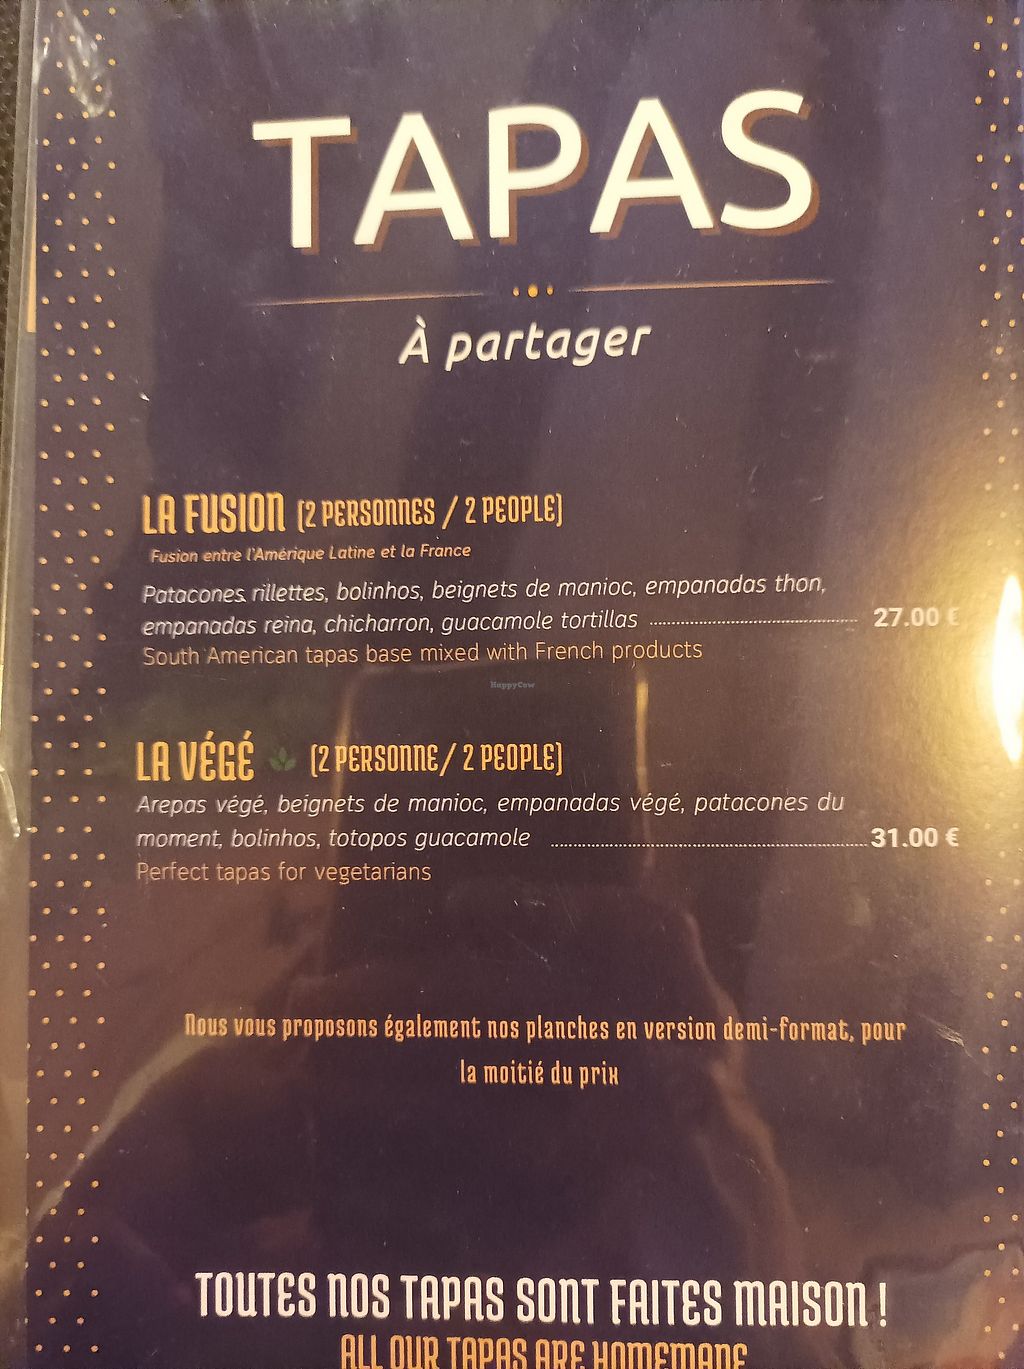 TAPAS
À partager
LA FUSION (2 PERSONNES / 2 PEOPLE)
Fusion entre l'Amérique Latine et la France
Patacones rillettes, bolinhos, beignets de manioc, empanadas thon,
empanadas reina, chicharron, guacamole tortillas ........ 27.00 €
South American tapas base mixed with French products
HappyCow
LA VÉGÉ (2 PERSONNE/ 2 PEOPLE)
Arepas végé, beignets de manioc, empanadas végé, patacones du
moment, bolinhos, totopos guacamole ........ 31.00 €
Perfect tapas for vegetarians
Nous vous proposons également nos planches en version demi-format, pour
la moitié du prix
TOUTES NOS TAPAS SONT FAITES MAISON !
ALL OUR TAPAS ARE HOMEMADE